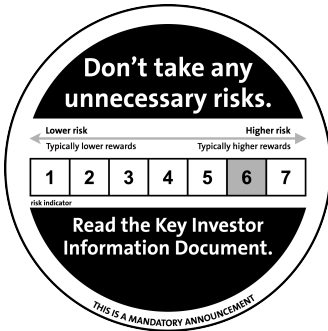 Don't take any
unnecessary risks.
Lower risk Higher risk
Typically lower rewards Typically higher rewards
1 2 3 4 5 6 7
risk indicator
Read the Key Investor
Information Document.
THIS IS A MANDATORY ANNOUNCEMENT